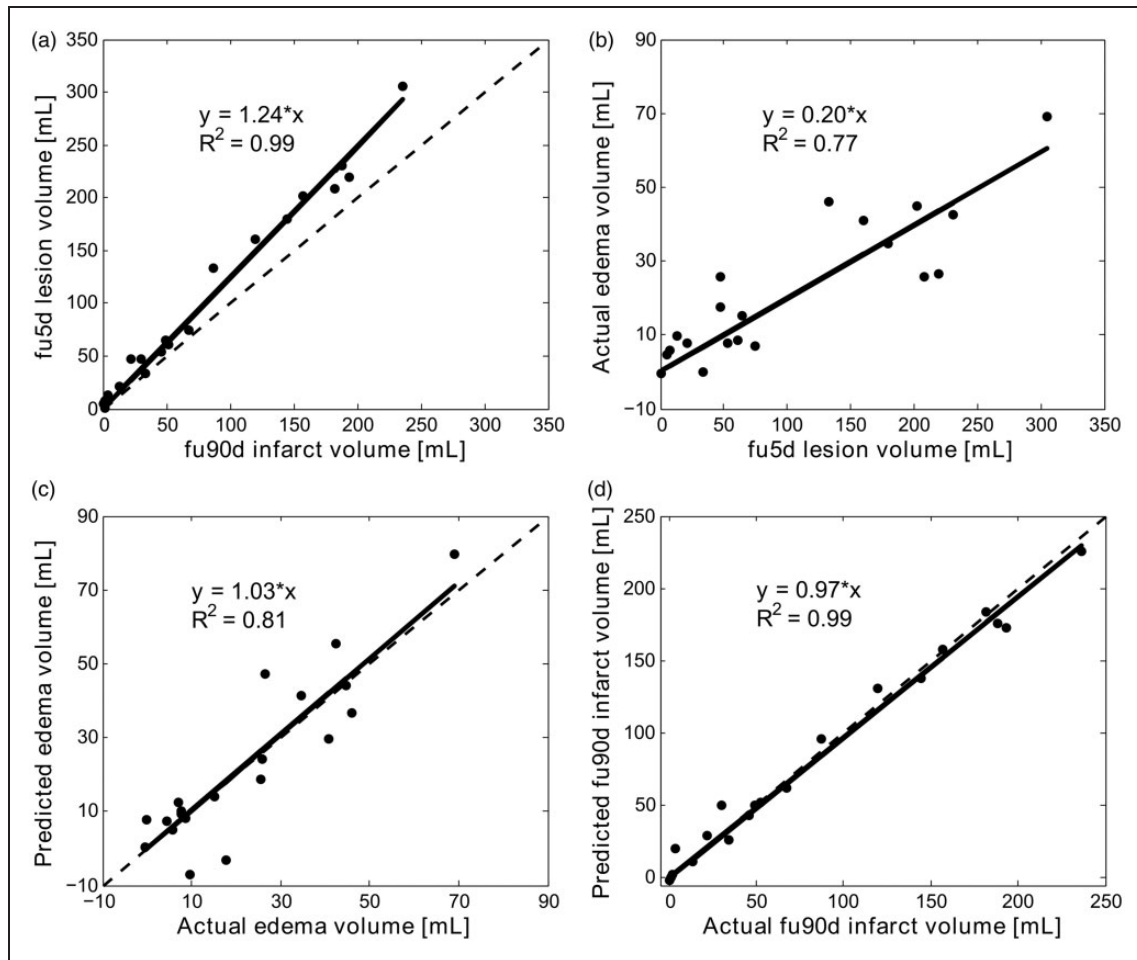 (a)
350
300
250
200
150
100
50
0
fu5d lesion volume [mL]
y = 1.24*x
R² = 0.99
0 50 100 150 200 250 300 350
fu90d infarct volume [mL]
(b)
90
70
50
30
10
−10
Actual edema volume [mL]
y = 0.20*x
R² = 0.77
0 50 100 150 200 250 300 350
fu5d lesion volume [mL]
(c)
90
70
50
30
10
−10
Predicted edema volume [mL]
y = 1.03*x
R² = 0.81
−10 10 30 50 70 90
Actual edema volume [mL]
(d)
250
200
150
100
50
0
Predicted fu90d infarct volume [mL]
y = 0.97*x
R² = 0.99
0 50 100 150 200 250
Actual fu90d infarct volume [mL]